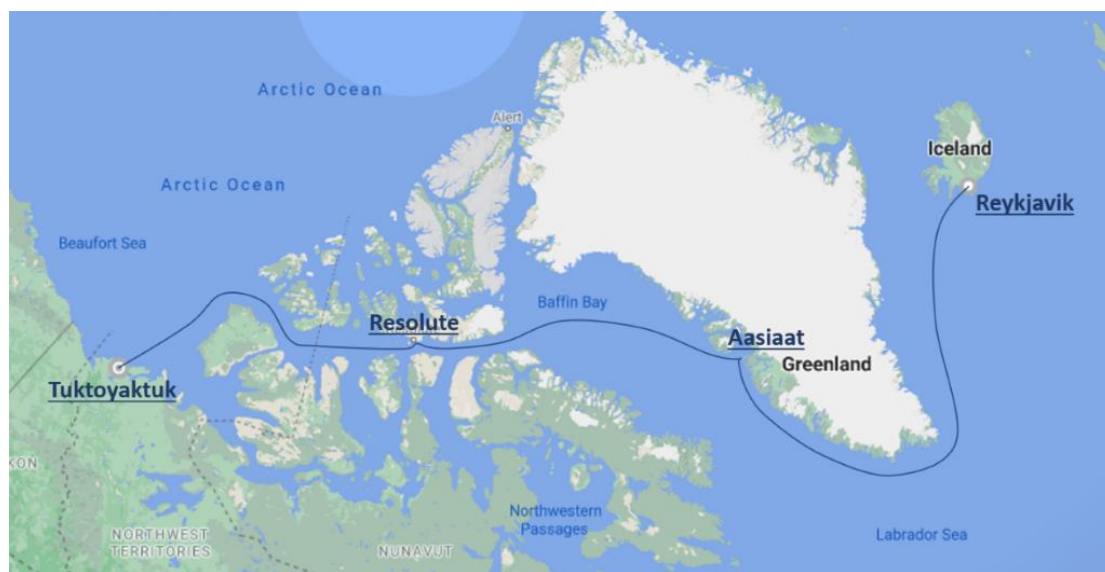 Arctic Ocean
Alert
Iceland
Arctic Ocean
Reykjavik
Beaufort Sea
Baffin Bay
Resolute
Aasiaat
Greenland
Tuktoyaktuk
KON
Northwestern
Passages
NORTHWEST
TERRITORIES
NUNAVUT
Labrador Sea